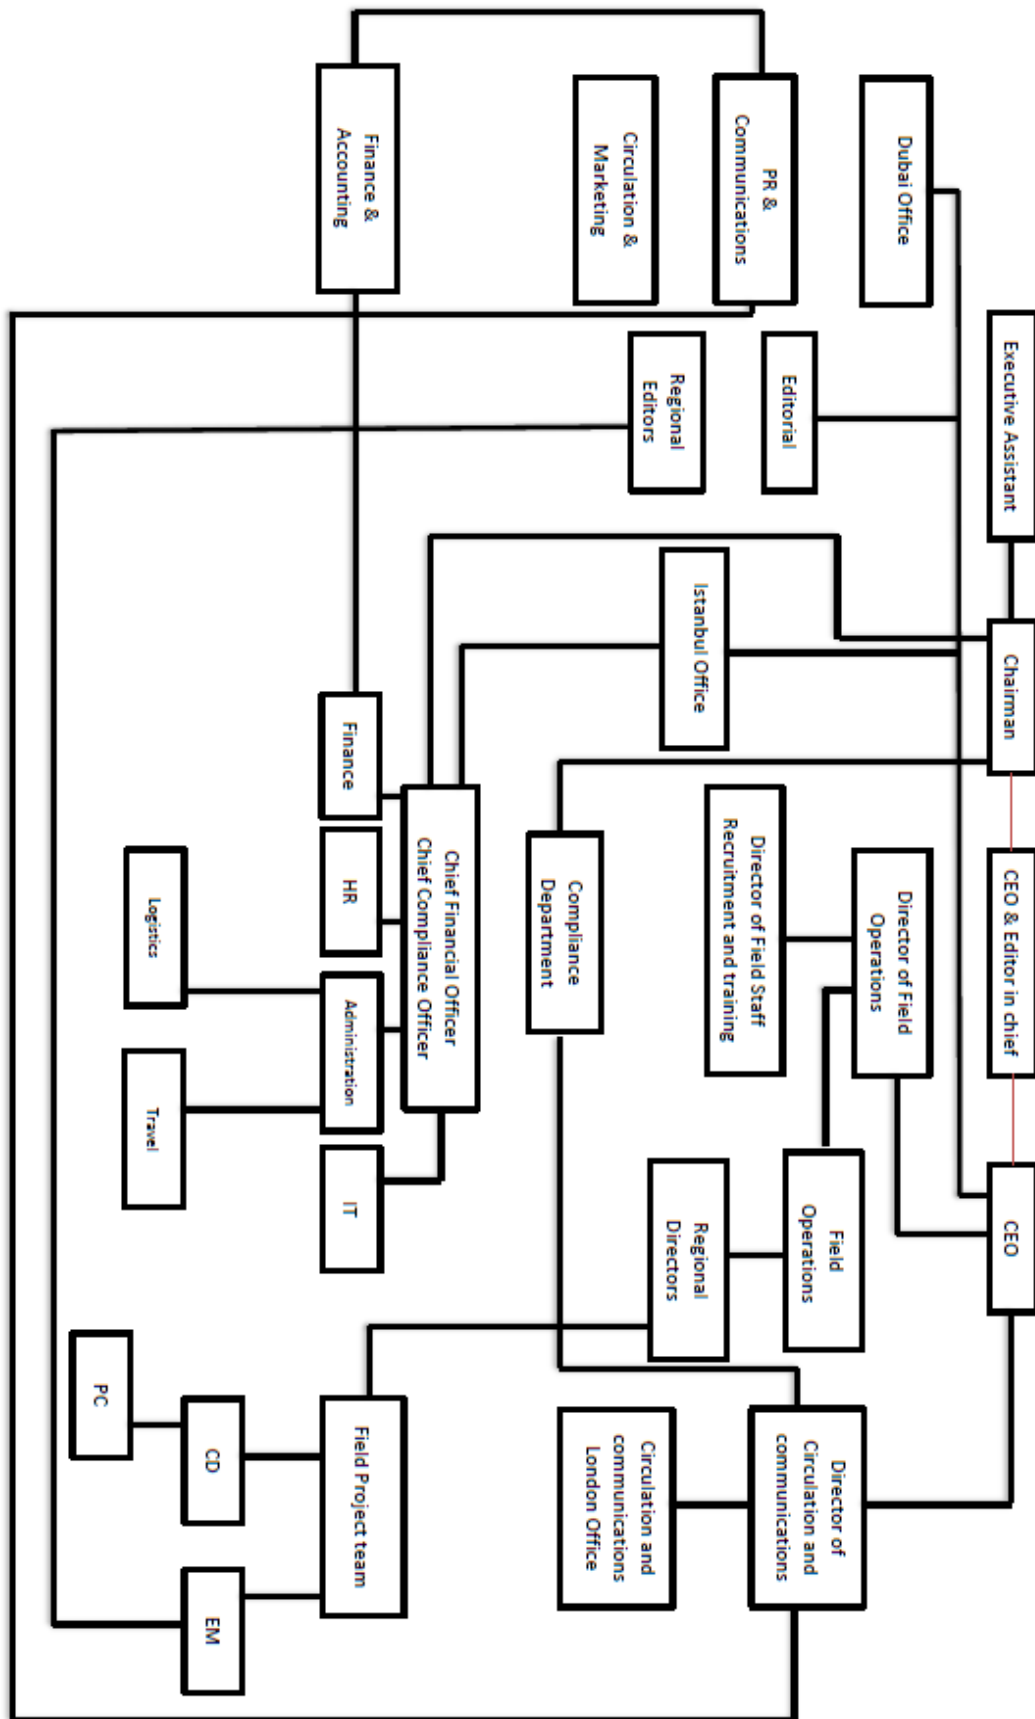 Executive Assistant
Chairman
CEO & Editor in chief
CEO
Dubai Office
Editorial
Director of Field
Operations
Field
Operations
Director of
Circulation and
communications
PR &
Communications
Regional
Editors
Istanbul Office
Director of Field Staff
Recruitment and training
Regional
Directors
Circulation and
communications
London Office
Circulation &
Marketing
Compliance
Department
Chief Financial Officer
Chief Compliance Officer
Finance &
Accounting
Finance
HR
Administration
IT
Field Project team
Logistics
Travel
CD
EM
PC